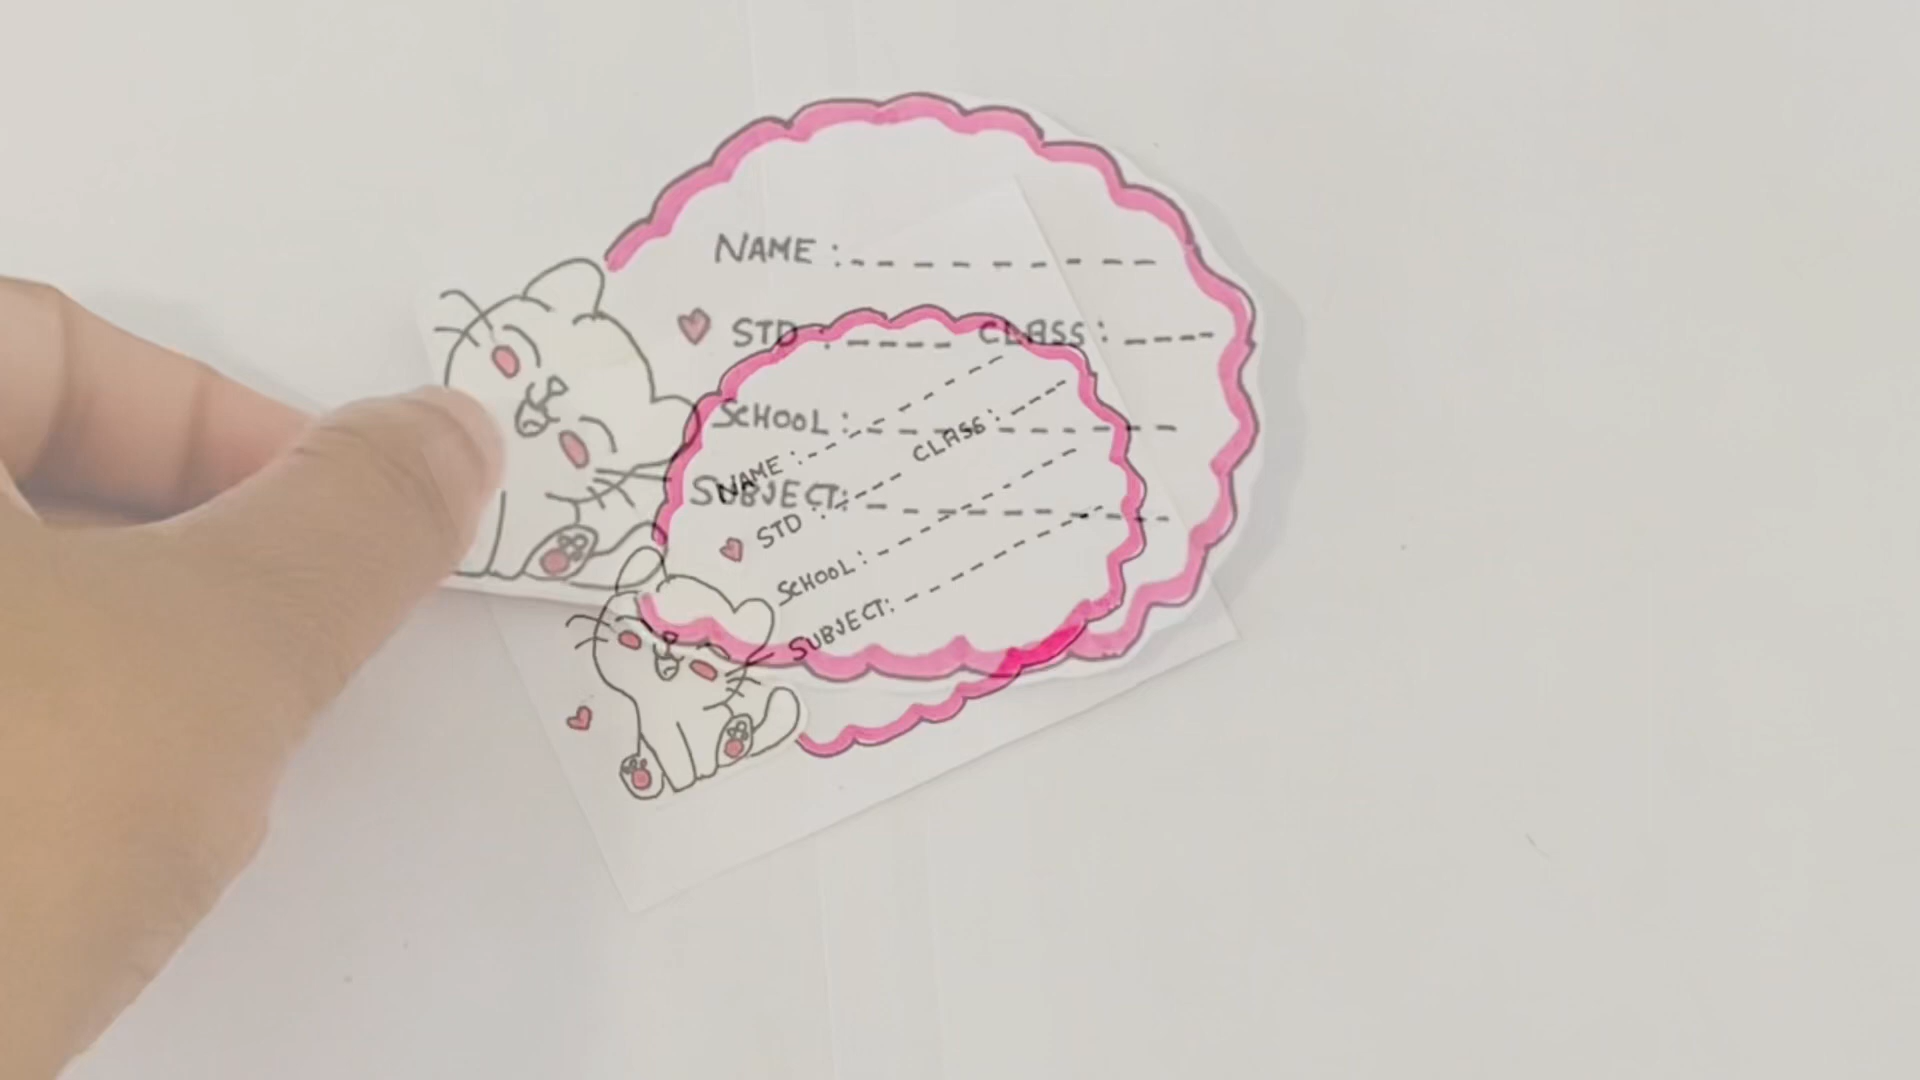 NAME : - - - - - - - - -
STD : - - - - - CLASS : - - - -
SCHOOL : - - - - - - - - -
SUBJECT: - - - - - - - -
NAME : - - - - - - - - -
STD : - - - - - CLASS : - - - -
SCHOOL : - - - - - - - - - -
SUBJECT: - - - - - - - - - -